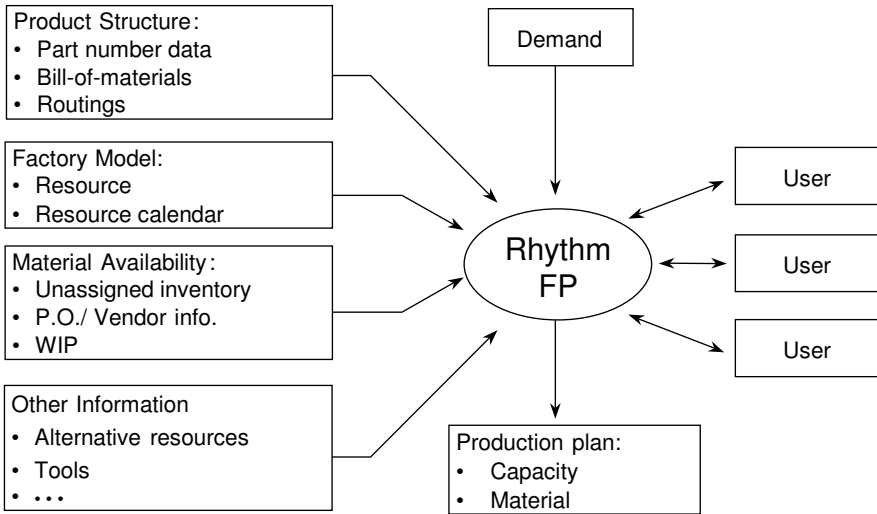 Product Structure:
• Part number data
• Bill-of-materials
• Routings
Demand
Factory Model:
• Resource
• Resource calendar
User
Material Availability:
• Unassigned inventory
• P.O./ Vendor info.
• WIP
Rhythm
FP
User
User
Other Information
• Alternative resources
• Tools
• • • •
Production plan:
• Capacity
• Material